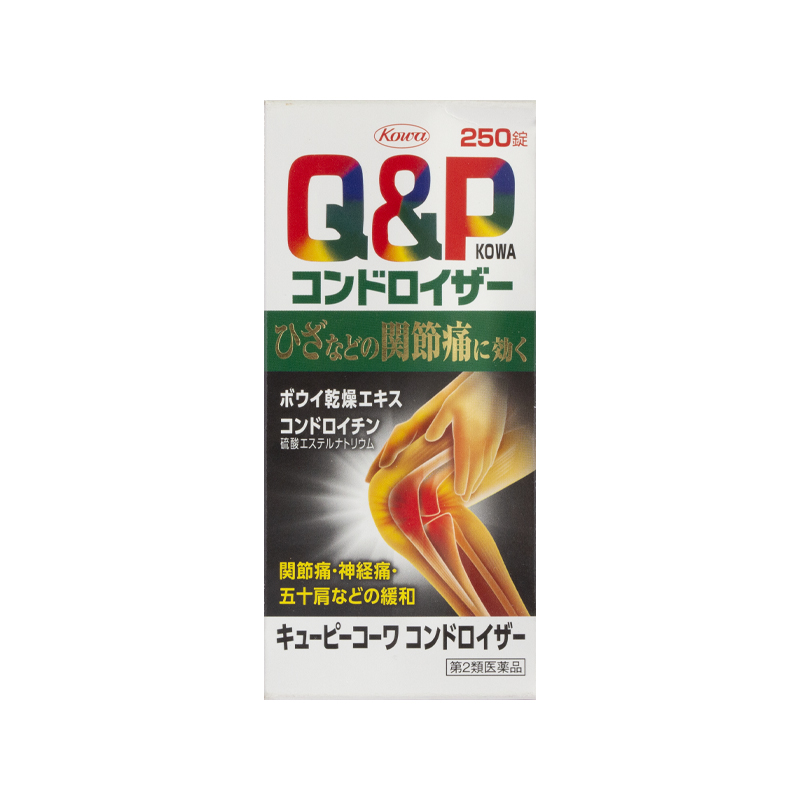 Kowa
250錠
Q&P
KOWA
コンドロイザー
ひざなどの関節痛に効く
ボウイ乾燥エキス
コンドロイチン
硫酸エステルナトリウム
関節痛・神経痛・
五十肩などの緩和
キューピーコーワ コンドロイザー
第2類医薬品